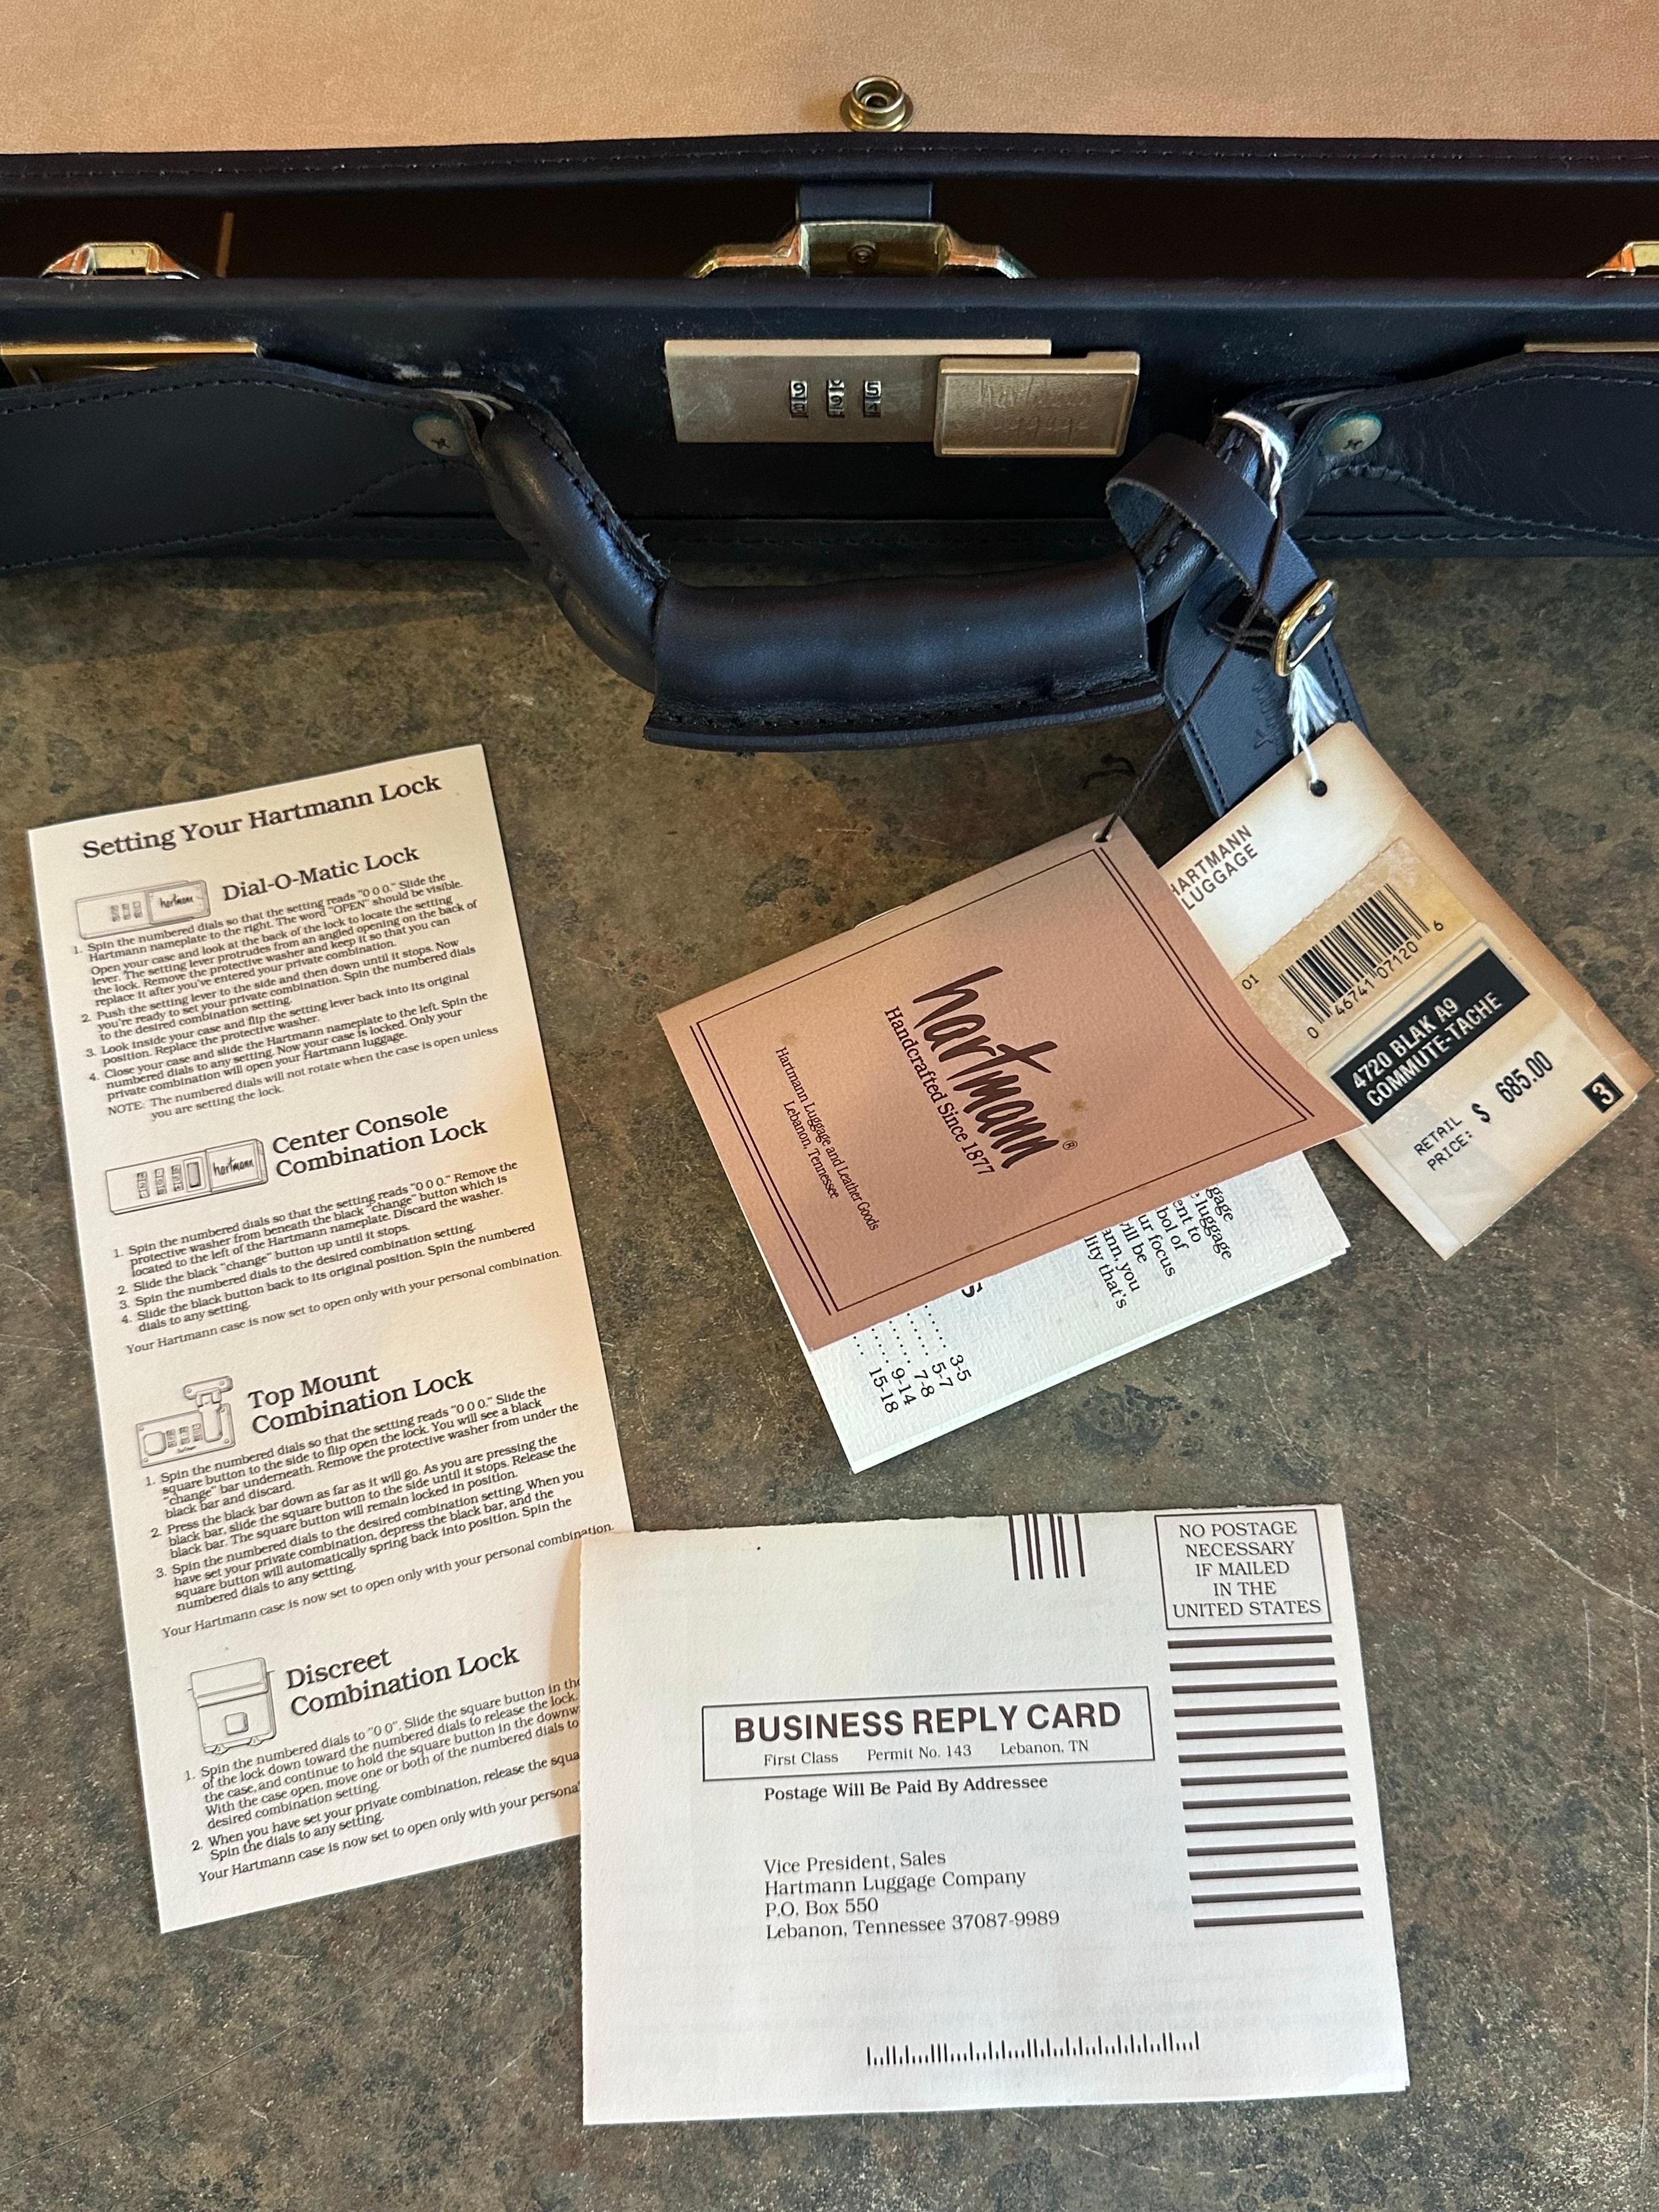 Setting Your Hartmann Lock
hartmann
Dial-O-Matic Lock
1. Spin the numbered dials so that the setting reads "0 0 0." Slide the
Hartmann nameplate to the right. The word "OPEN" should be visible.
Open your case and look at the back of the lock to locate the setting
lever. The setting lever protrudes from an angled opening on the back of
the lock. Remove the protective washer and keep it so that you can
replace it after you've entered your private combination.
2. Push the setting lever to the side and then down until it stops. Now
you're ready to set your private combination. Spin the numbered dials
to the desired combination setting.
3. Look inside your case and flip the setting lever back into its original
position. Replace the protective washer.
4. Close your case and slide the Hartmann nameplate to the left. Spin the
numbered dials to any setting. Now your case is locked. Only your
private combination will open your Hartmann luggage.
NOTE: The numbered dials will not rotate when the case is open unless
you are setting the lock.
hartmann
Center Console
Combination Lock
1. Spin the numbered dials so that the setting reads "0 0 0." Remove the
protective washer from beneath the black "change" button which is
located to the left of the Hartmann nameplate. Discard the washer.
2. Slide the black "change" button up until it stops.
3. Spin the numbered dials to the desired combination setting.
4. Slide the black button back to its original position. Spin the numbered
dials to any setting.
Your Hartmann case is now set to open only with your personal combination.
Top Mount
Combination Lock
1. Spin the numbered dials so that the setting reads "0 0 0." Slide the
square button to the side to flip open the lock. You will see a black
"change" bar underneath. Remove the protective washer from under the
black bar and discard.
2. Press the black bar down as far as it will go. As you are pressing the
black bar, slide the square button to the side until it stops. Release the
black bar. The square button will remain locked in position.
3. Spin the numbered dials to the desired combination setting. When you
have set your private combination, depress the black bar, and the
square button will automatically spring back into position. Spin the
numbered dials to any setting.
Your Hartmann case is now set to open only with your personal combination.
Discreet
Combination Lock
1. Spin the numbered dials to "0 0". Slide the square button in the
of the lock down toward the numbered dials to release the lock.
the case, and continue to hold the square button in the downw
With the case open, move one or both of the numbered dials to
desired combination setting.
2. When you have set your private combination, release the squa
Spin the dials to any setting.
Your Hartmann case is now set to open only with your persona
hartmann®
Handcrafted Since 1877
Hartmann Luggage and Leather Goods
Lebanon, Tennessee
gage
luggage
ent to
bol of
ur focus
will be
ann, you
lity that's
3-5
5-7
7-8
9-14
15-18
HARTMANN
LUGGAGE
01
0 46741 07120 6
4720 BLAK A9
COMMUTE-TACHE
RETAIL
PRICE: $ 685.00
3
NO POSTAGE
NECESSARY
IF MAILED
IN THE
UNITED STATES
BUSINESS REPLY CARD
First Class Permit No. 143 Lebanon, TN
Postage Will Be Paid By Addressee
Vice President, Sales
Hartmann Luggage Company
P.O. Box 550
Lebanon, Tennessee 37087-9989